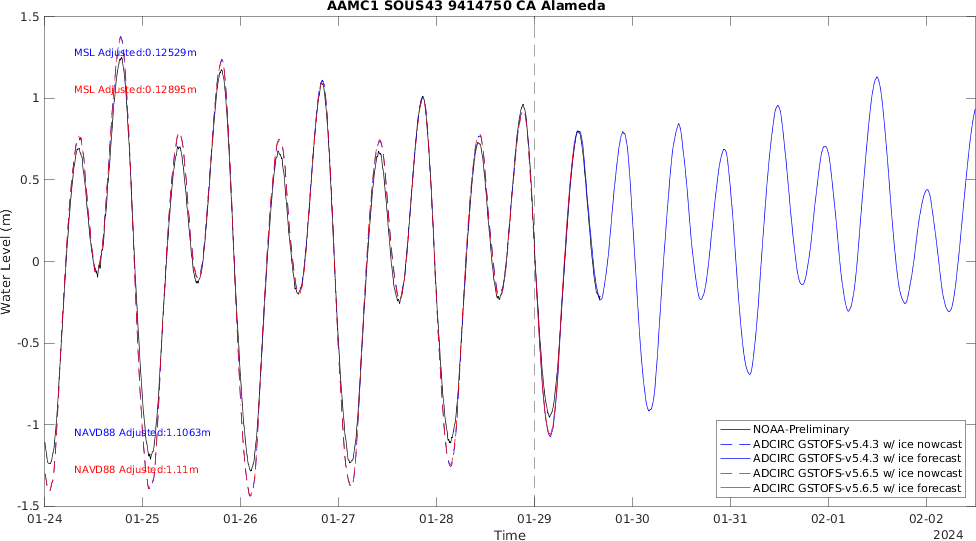 AAMC1 SOUS43 9414750 CA Alameda
1.5
1
0.5
0
-0.5
-1
-1.5
Water Level (m)
MSL Adjusted:0.12529m
MSL Adjusted:0.12895m
NAVD88 Adjusted:1.1063m
NAVD88 Adjusted:1.11m
NOAA-Preliminary
ADCIRC GSTOFS-v5.4.3 w/ ice nowcast
ADCIRC GSTOFS-v5.4.3 w/ ice forecast
ADCIRC GSTOFS-v5.6.5 w/ ice nowcast
ADCIRC GSTOFS-v5.6.5 w/ ice forecast
01-24 01-25 01-26 01-27 01-28 01-29 01-30 01-31 02-01 02-02
Time
2024